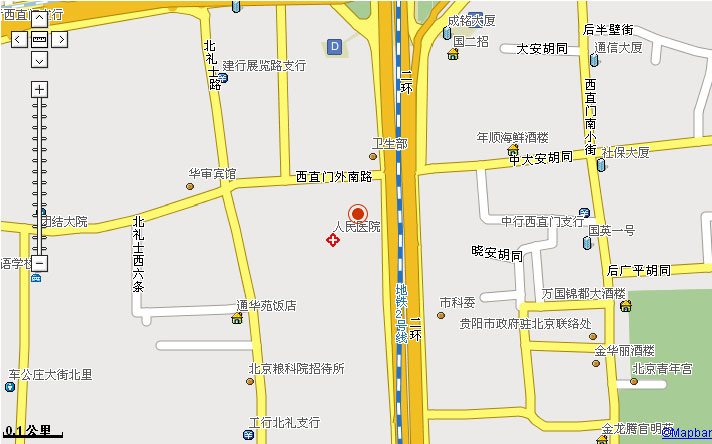 西直门支行
成铭大厦
后半壁街
国二招
大安胡同
通信大厦
北礼士路
建行展览路支行
二环
西直门南小街
卫生部
年顺海鲜酒楼
中大安胡同
社保大厦
华审宾馆
西直门外南路
团结大院
人民医院
中行西直门支行
北礼士西六条
国英一号
晓安胡同
语学校
后广平胡同
地铁2号线
万国锦都大酒楼
通华苑饭店
市科委
二环
贵阳市政府驻北京联络处
金华丽酒楼
北京粮科院招待所
北京青年宫
车公庄大街北里
工行北礼支行
金龙腾官明苑
0.1 公里
©Mapbar